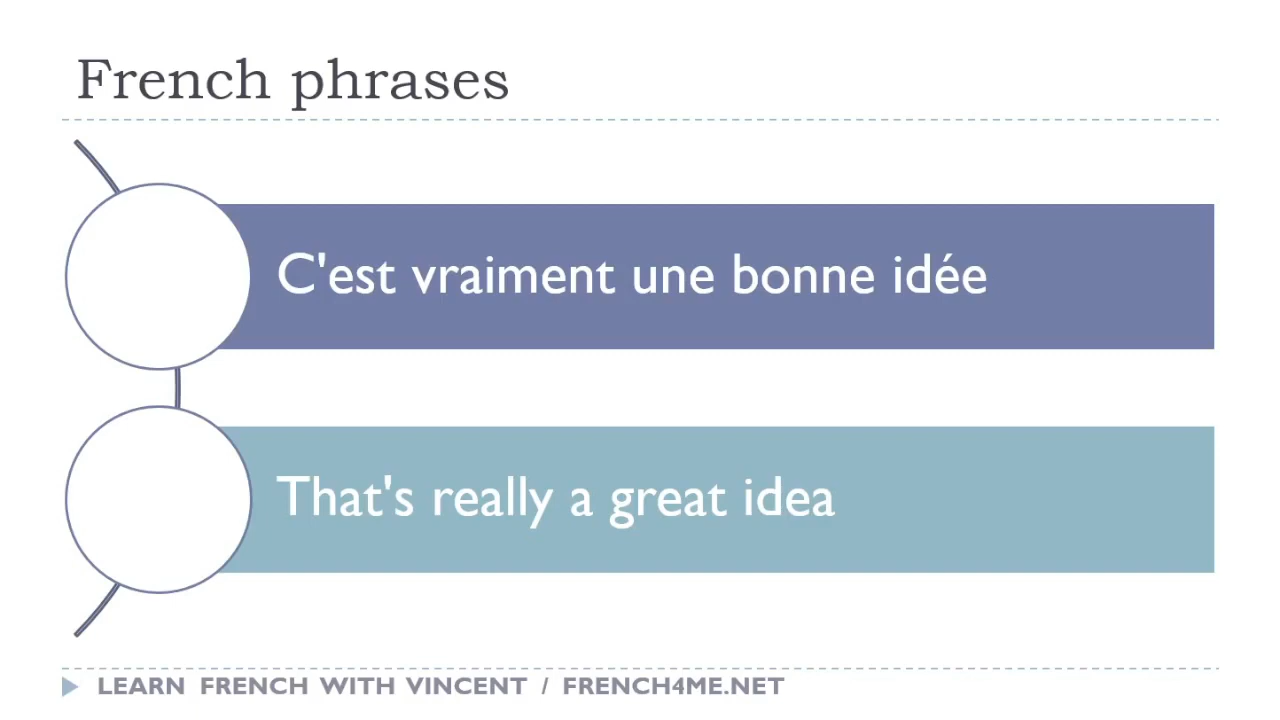 French phrases
C'est vraiment une bonne idée
That's really a great idea
LEARN FRENCH WITH VINCENT / FRENCH4ME.NET